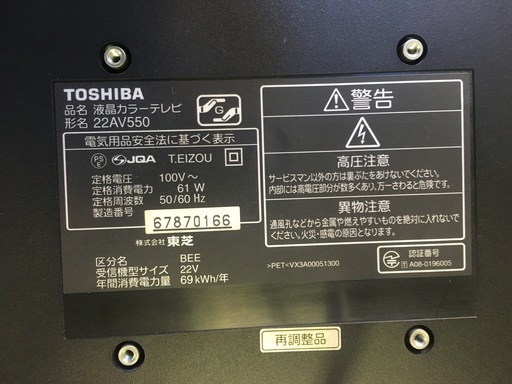 TOSHIBA
品名 液晶カラーテレビ
形名 22AV550
G
電気用品安全法に基づく表示
PS E JQA T.EIZOU
定格電圧 100V～
定格消費電力 61 W
定格周波数 50/60 Hz
製造番号 67870166
株式会社 東芝
区分名 BEE
受信機型サイズ 22V
年間消費電力量 69 kWh/年
警告
高圧注意
サービスマン以外の方は裏ぶたをあけないでください。
内部には高電圧部分が数多くあり、万一さわると危険です。
異物注意
通風孔などから金属や燃えやすいものを絶対に入れないで
ください。火災・感電の原因になります。
>PET<VX3A00051300
認証番号
T A08-0196005
再調整品